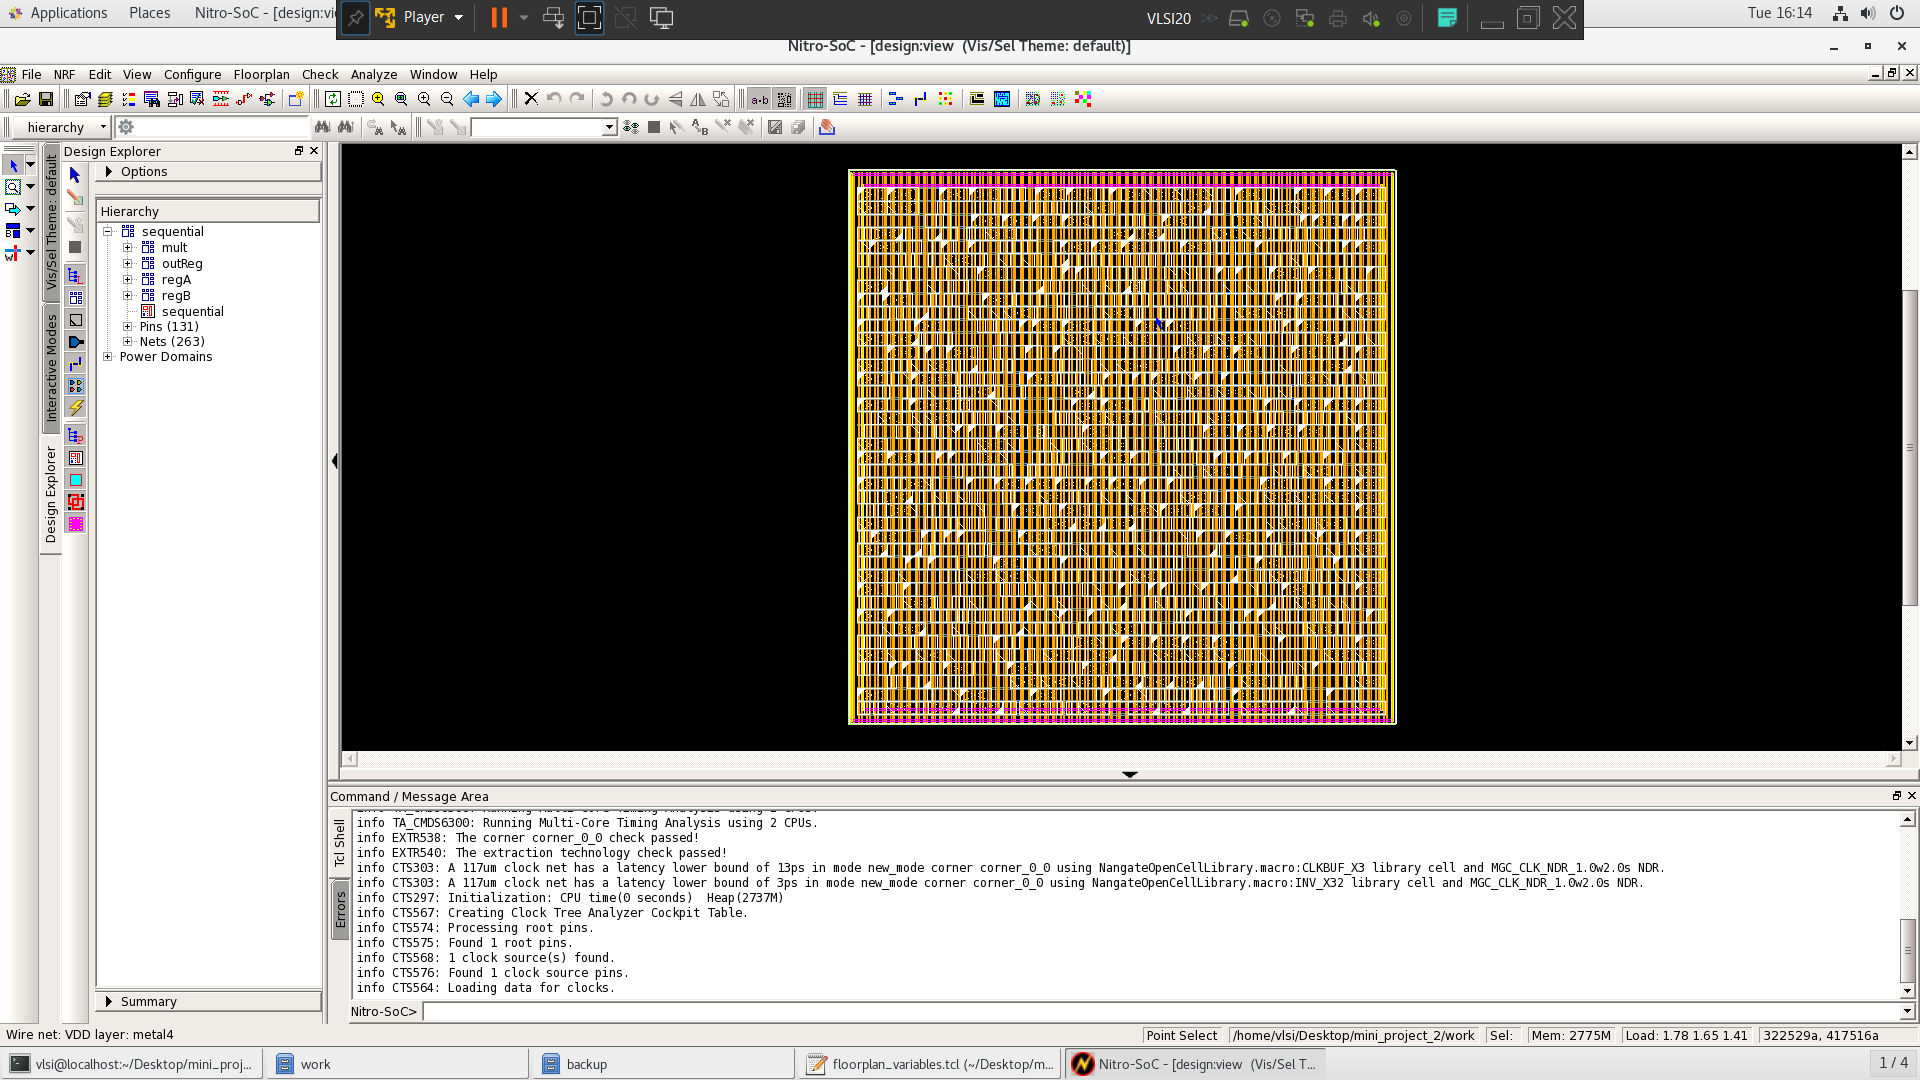 Applications Places Nitro-SoC - [design:vi
Player
VLSI20
Tue 16:14
Nitro-SoC - [design:view (Vis/Sel Theme: default)]
File NRF Edit View Configure Floorplan Check Analyze Window Help
hierarchy
Design Explorer
Options
Hierarchy
sequential
mult
outReg
regA
regB
sequential
Pins (131)
Nets (263)
Power Domains
Summary
Vis/Sel Theme: default
Interactive Modes
Design Explorer
Command / Message Area
Tcl Shell
Errors
info TA_CMDS6300: Running Multi-Core Timing Analysis using 2 CPUs.
info TA_CMDS6300: Running Multi-Core Timing Analysis using 2 CPUs.
info EXTR538: The corner corner_0_0 check passed!
info EXTR540: The extraction technology check passed!
info CTS303: A 117um clock net has a latency lower bound of 13ps in mode new_mode corner corner_0_0 using NangateOpenCellLibrary.macro:CLKBUF_X3 library cell and MGC_CLK_NDR_1.0w2.0s NDR.
info CTS303: A 117um clock net has a latency lower bound of 3ps in mode new_mode corner corner_0_0 using NangateOpenCellLibrary.macro:INV_X32 library cell and MGC_CLK_NDR_1.0w2.0s NDR.
info CTS297: Initialization: CPU time(0 seconds) Heap(2737M)
info CTS567: Creating Clock Tree Analyzer Cockpit Table.
info CTS574: Processing root pins.
info CTS575: Found 1 root pins.
info CTS568: 1 clock source(s) found.
info CTS576: Found 1 clock source pins.
info CTS564: Loading data for clocks.
Nitro-SoC>
Wire net: VDD layer: metal4
Point Select /home/vlsi/Desktop/mini_project_2/work Sel: Mem: 2775M Load: 1.78 1.65 1.41 322529a, 417516a
vlsi@localhost:~/Desktop/mini_proj... work backup floorplan_variables.tcl (~/Desktop/m... Nitro-SoC - [design:view (Vis/Sel T... 1 / 4